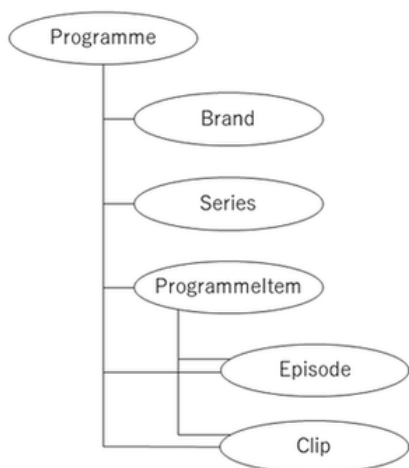 Programme
Brand
Series
ProgrammeItem
Episode
Clip